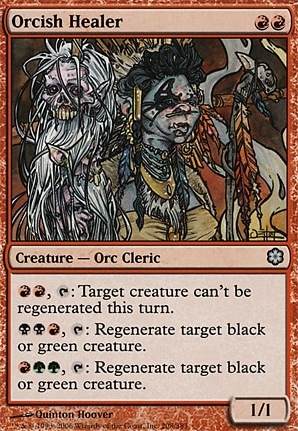 Orcish Healer
Creature — Orc Cleric
, : Target creature can't be
regenerated this turn.
, : Regenerate target black
or green creature.
, : Regenerate target black
or green creature.
Quinton Hoover
1/1